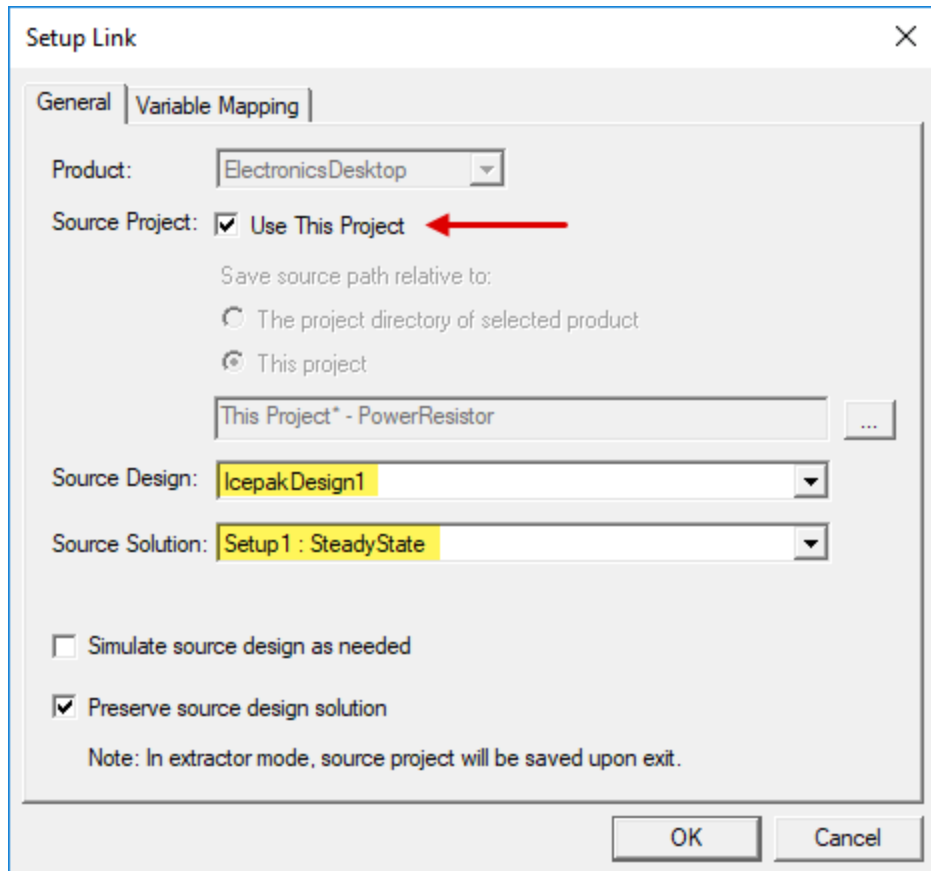 Setup Link
General Variable Mapping
Product: ElectronicsDesktop
Source Project: Use This Project
Save source path relative to:
The project directory of selected product
This project
This Project* - PowerResistor ...
Source Design: IcepakDesign1
Source Solution: Setup1 : SteadyState
Simulate source design as needed
Preserve source design solution
Note: In extractor mode, source project will be saved upon exit.
OK Cancel